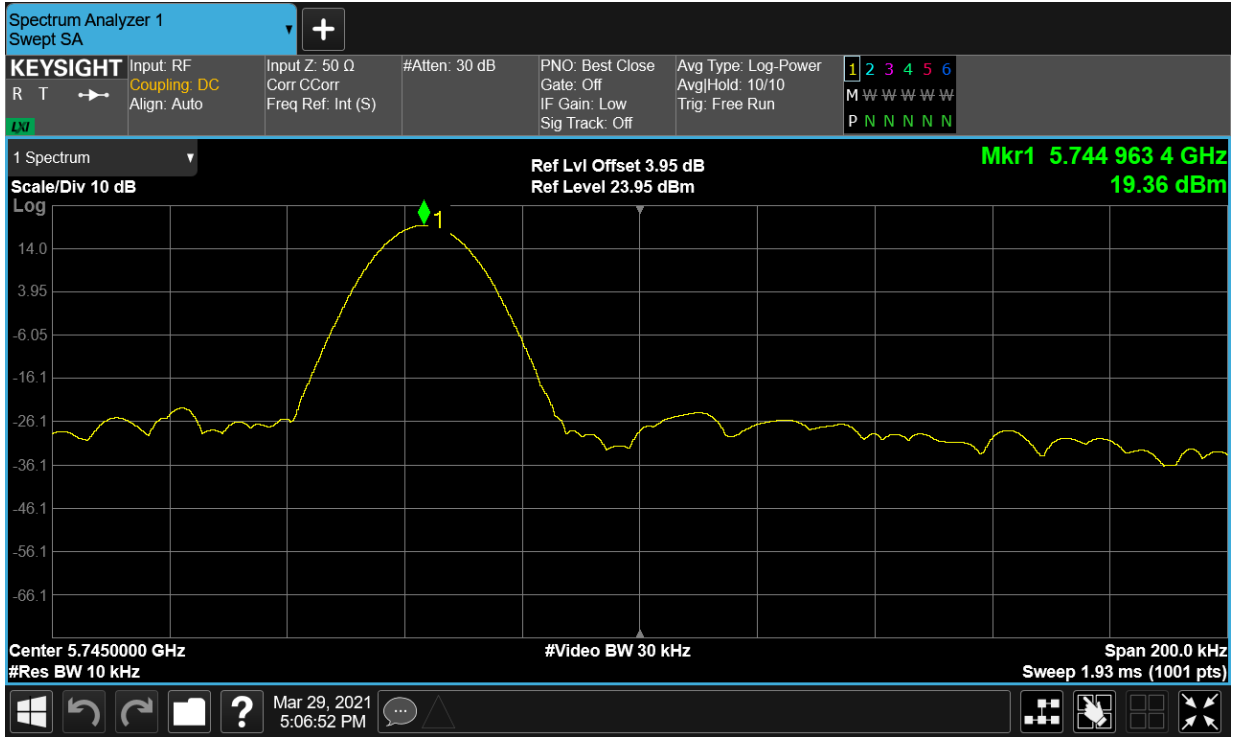 Spectrum Analyzer 1
Swept SA
KEYSIGHT
R T
LXI
Input: RF
Coupling: DC
Align: Auto
Input Z: 50 Ω
Corr CCorr
Freq Ref: Int (S)
#Atten: 30 dB
PNO: Best Close
Gate: Off
IF Gain: Low
Sig Track: Off
Avg Type: Log-Power
Avg|Hold: 10/10
Trig: Free Run
1 2 3 4 5 6
M W W W W W
P N N N N N
1 Spectrum
Scale/Div 10 dB
Ref Lvl Offset 3.95 dB
Ref Level 23.95 dBm
Mkr1 5.744 963 4 GHz
19.36 dBm
Log
1
14.0
3.95
-6.05
-16.1
-26.1
-36.1
-46.1
-56.1
-66.1
Center 5.7450000 GHz
#Video BW 30 kHz
Span 200.0 kHz
#Res BW 10 kHz
Sweep 1.93 ms (1001 pts)
?
Mar 29, 2021
5:06:52 PM